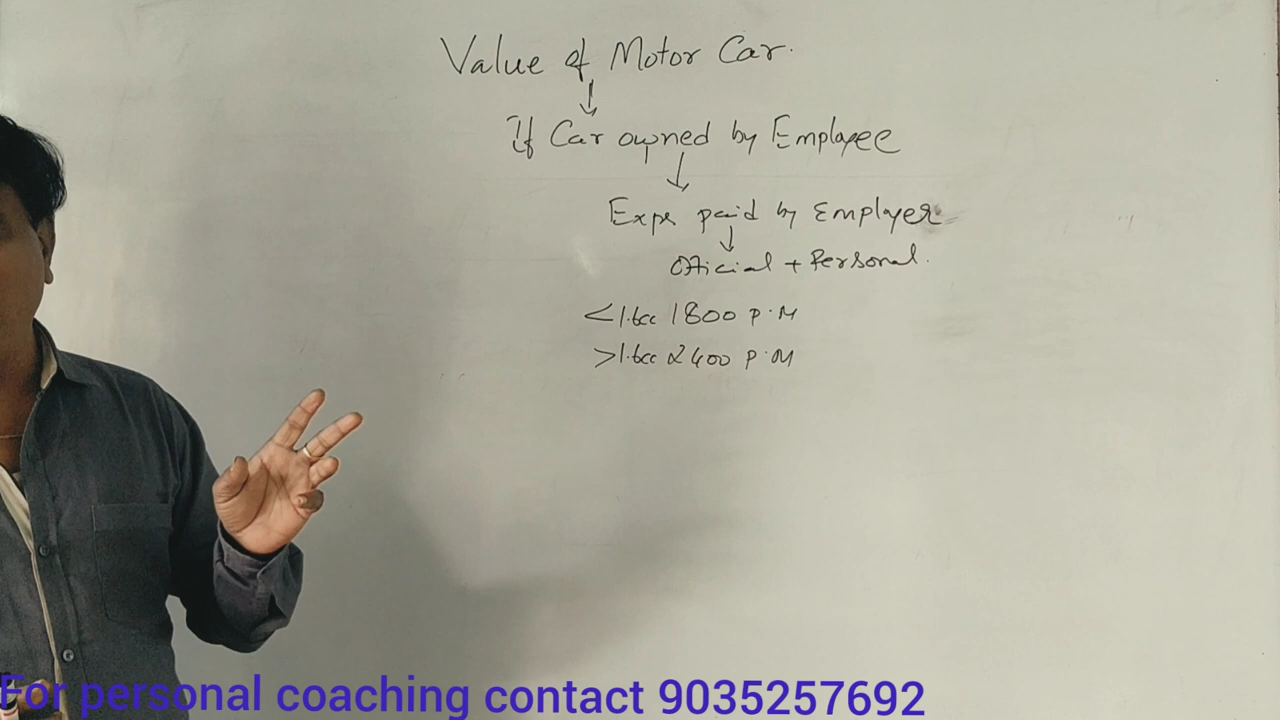 Value of Motor Car.
If Car owned by Employee
Exps paid by Employer
Official + Personal.
<1.6cc 1800 P.M
>1.6cc 2400 P.M
For personal coaching contact 9035257692